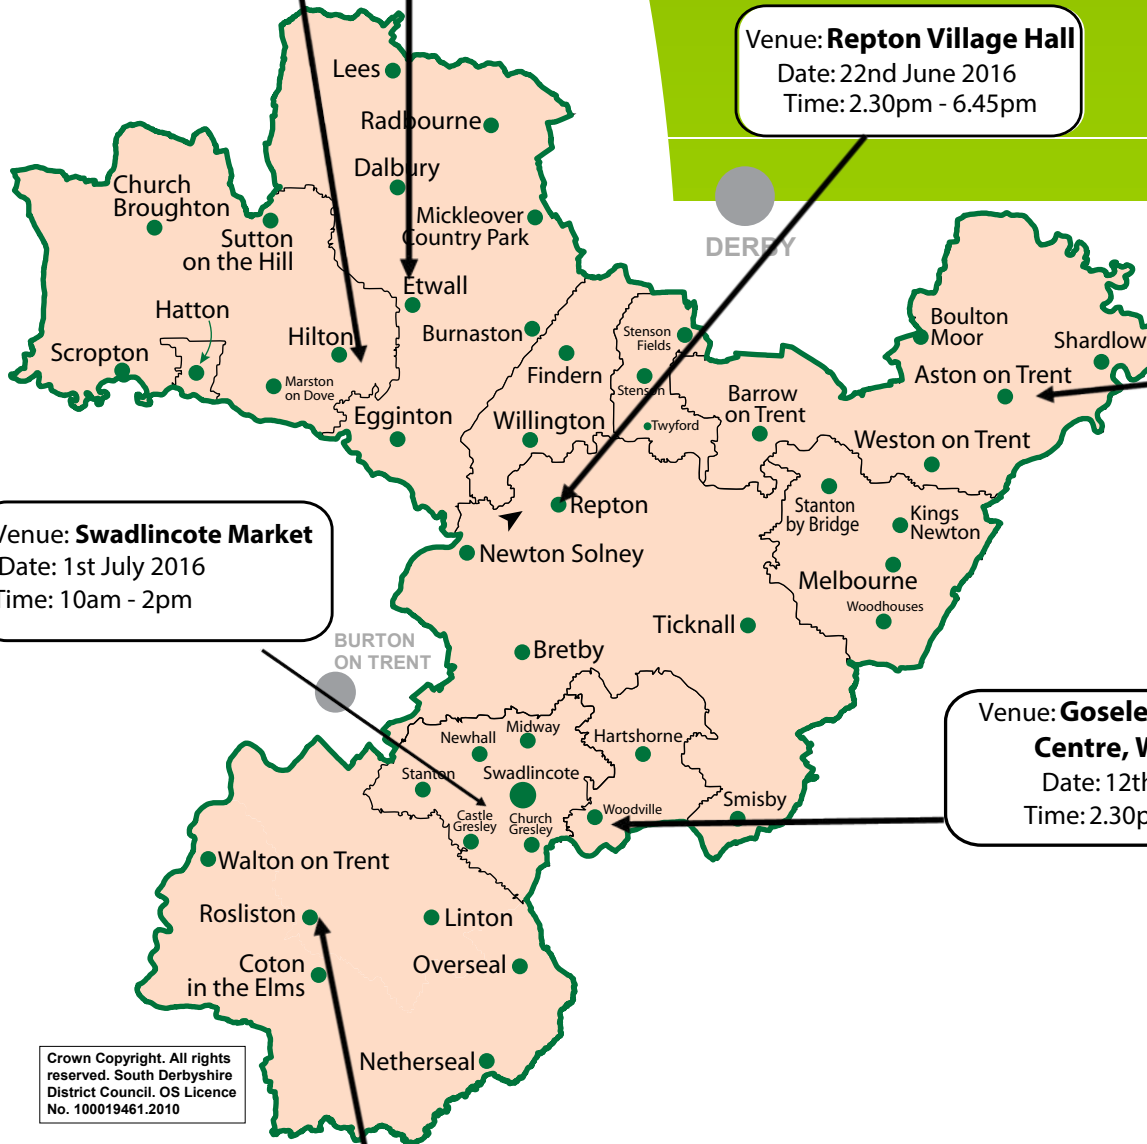 Venue: Repton Village Hall
Date: 22nd June 2016
Time: 2.30pm - 6.45pm
Lees
Radbourne
Dalbury
Church
Broughton
Mickleover
Country Park
Sutton
on the Hill
DERBY
Etwall
Hatton
Burnaston
Hilton
Scropton
Marston
on Dove
Findern
Stenson
Fields
Stenson
Boulton
Moor
Shardlow
Aston on Trent
Egginton
Willington
Twyford
Barrow
on Trent
Weston on Trent
Repton
Stanton
by Bridge
Kings
Newton
Venue: Swadlincote Market
Date: 1st July 2016
Time: 10am - 2pm
Newton Solney
Melbourne
Woodhouses
Ticknall
BURTON
ON TRENT
Bretby
Venue: Gosele
Centre, W
Date: 12th
Time: 2.30p
Midway
Newhall
Hartshorne
Stanton
Swadlincote
Smisby
Castle
Gresley
Church
Gresley
Woodville
Walton on Trent
Rosliston
Linton
Coton
in the Elms
Overseal
Netherseal
Crown Copyright. All rights
reserved. South Derbyshire
District Council. OS Licence
No. 100019461.2010